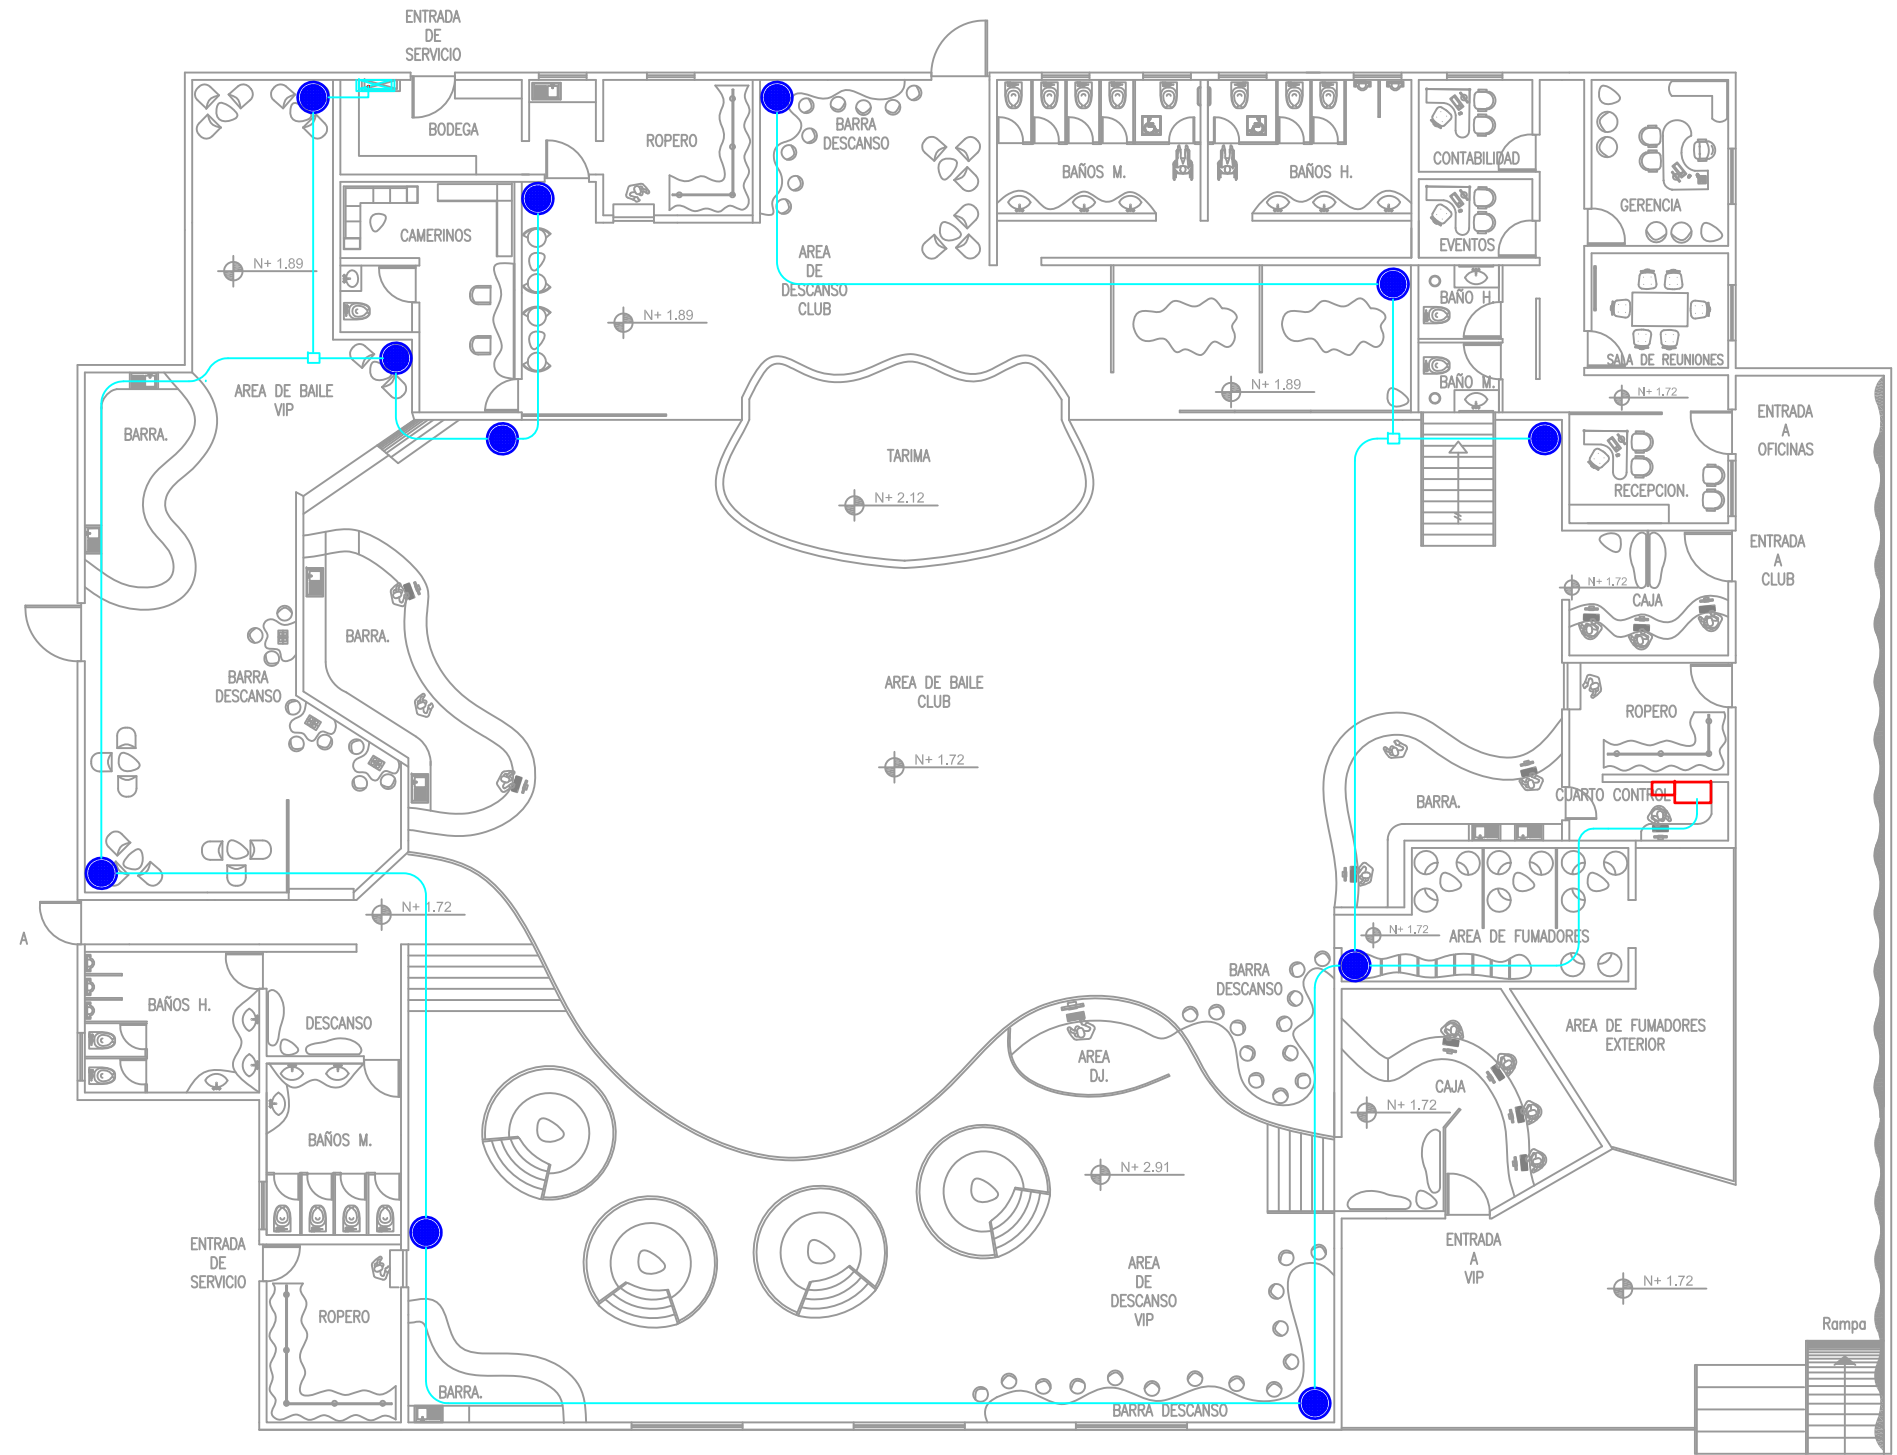 ENTRADA
DE
SERVICIO
BODEGA
ROPERO
BARRA
DESCANSO
BAÑOS M.
BAÑOS H.
CONTABILIDAD
GERENCIA
CAMERINOS
EVENTOS
N+ 1.89
AREA
DE
DESCANSO
CLUB
N+ 1.89
BAÑO H.
SALA DE REUNIONES
AREA DE BAILE
VIP
N+ 1.89
BAÑO M.
N+ 1.72
ENTRADA
A
OFICINAS
BARRA.
TARIMA
N+ 2.12
RECEPCION.
ENTRADA
A
CLUB
N+ 1.72
CAJA
BARRA.
BARRA
DESCANSO
AREA DE BAILE
CLUB
ROPERO
N+ 1.72
CUARTO CONTROL
BARRA.
N+ 1.72
A
N+ 1.72
AREA DE FUMADORES
BARRA
DESCANSO
BAÑOS H.
DESCANSO
AREA DE FUMADORES
EXTERIOR
AREA
DJ.
CAJA
N+ 1.72
BAÑOS M.
N+ 2.91
ENTRADA
DE
SERVICIO
ENTRADA
A
VIP
AREA
DE
DESCANSO
VIP
N+ 1.72
ROPERO
Rampa
BARRA.
BARRA DESCANSO